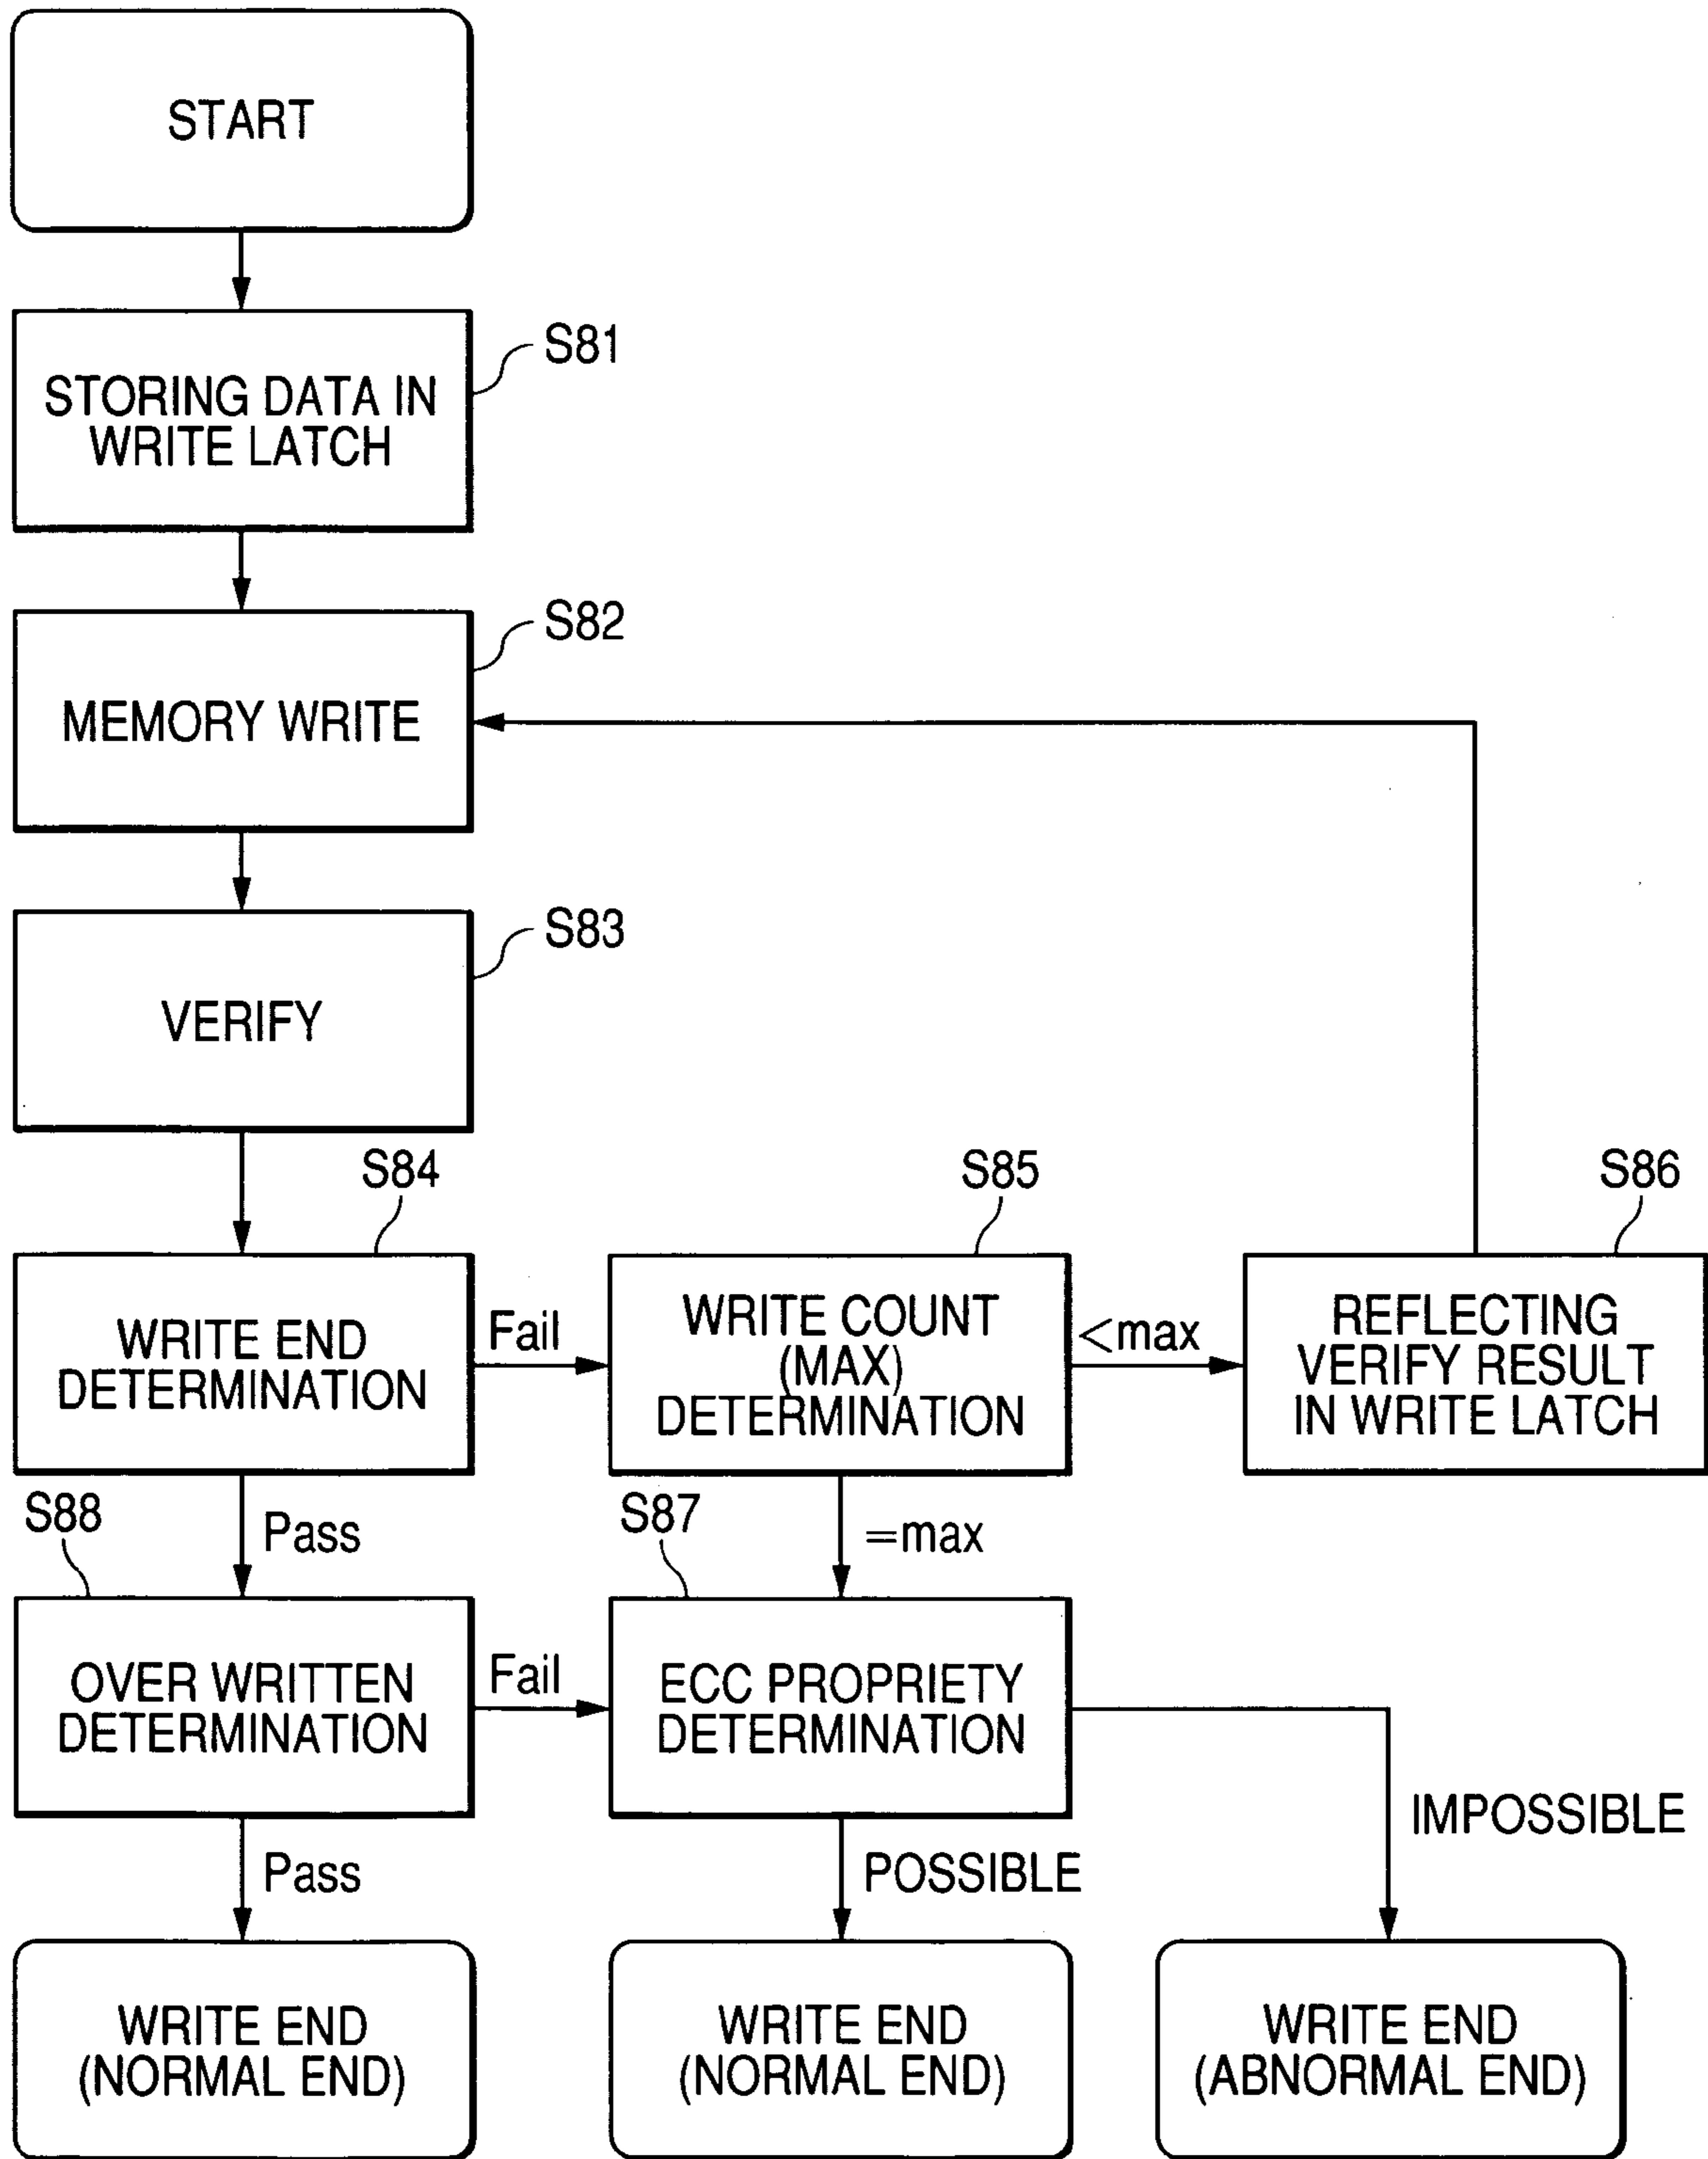 START
S81
STORING DATA IN
WRITE LATCH
S82
MEMORY WRITE
S83
VERIFY
S84
S85
S86
WRITE END
DETERMINATION
Fail
WRITE COUNT
(MAX)
DETERMINATION
<max
REFLECTING
VERIFY RESULT
IN WRITE LATCH
S88
Pass
S87
=max
OVER WRITTEN
DETERMINATION
Fail
ECC PROPRIETY
DETERMINATION
IMPOSSIBLE
Pass
POSSIBLE
WRITE END
(NORMAL END)
WRITE END
(NORMAL END)
WRITE END
(ABNORMAL END)